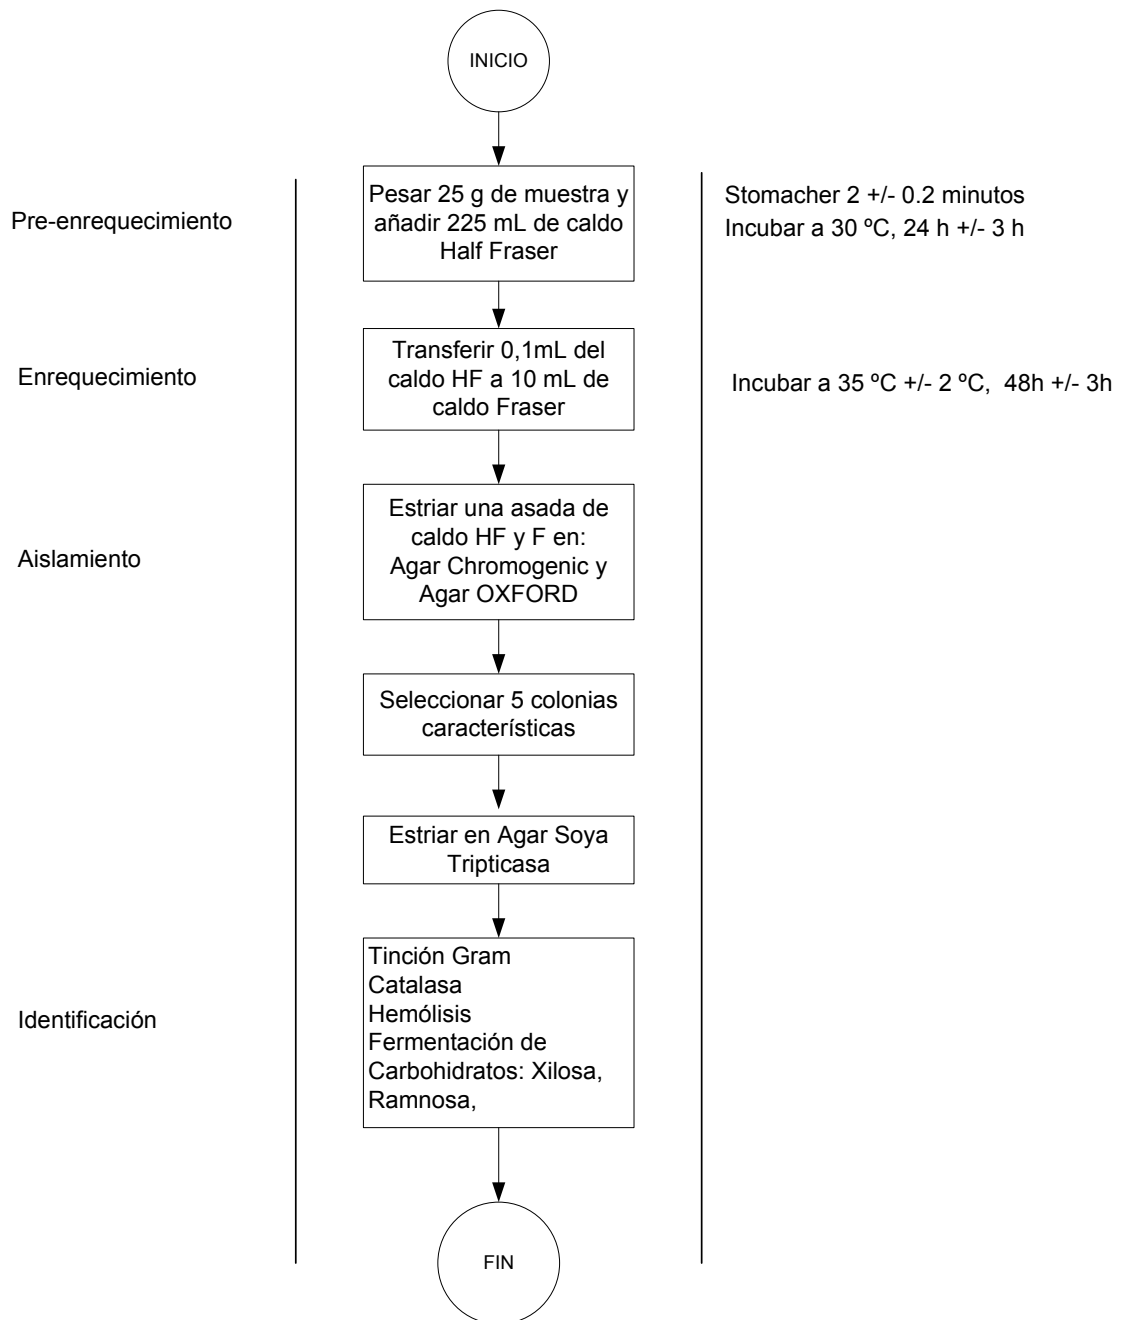 INICIO
Pre-enrequecimiento
Pesar 25 g de muestra y
añadir 225 mL de caldo
Half Fraser
Stomacher 2 +/- 0.2 minutos
Incubar a 30 ºC, 24 h +/- 3 h
Enrequecimiento
Transferir 0,1mL del
caldo HF a 10 mL de
caldo Fraser
Incubar a 35 ºC +/- 2 ºC, 48h +/- 3h
Aislamiento
Estriar una asada de
caldo HF y F en:
Agar Chromogenic y
Agar OXFORD
Seleccionar 5 colonias
características
Estriar en Agar Soya
Tripticasa
Identificación
Tinción Gram
Catalasa
Hemólisis
Fermentación de
Carbohidratos: Xilosa,
Ramnosa,
FIN